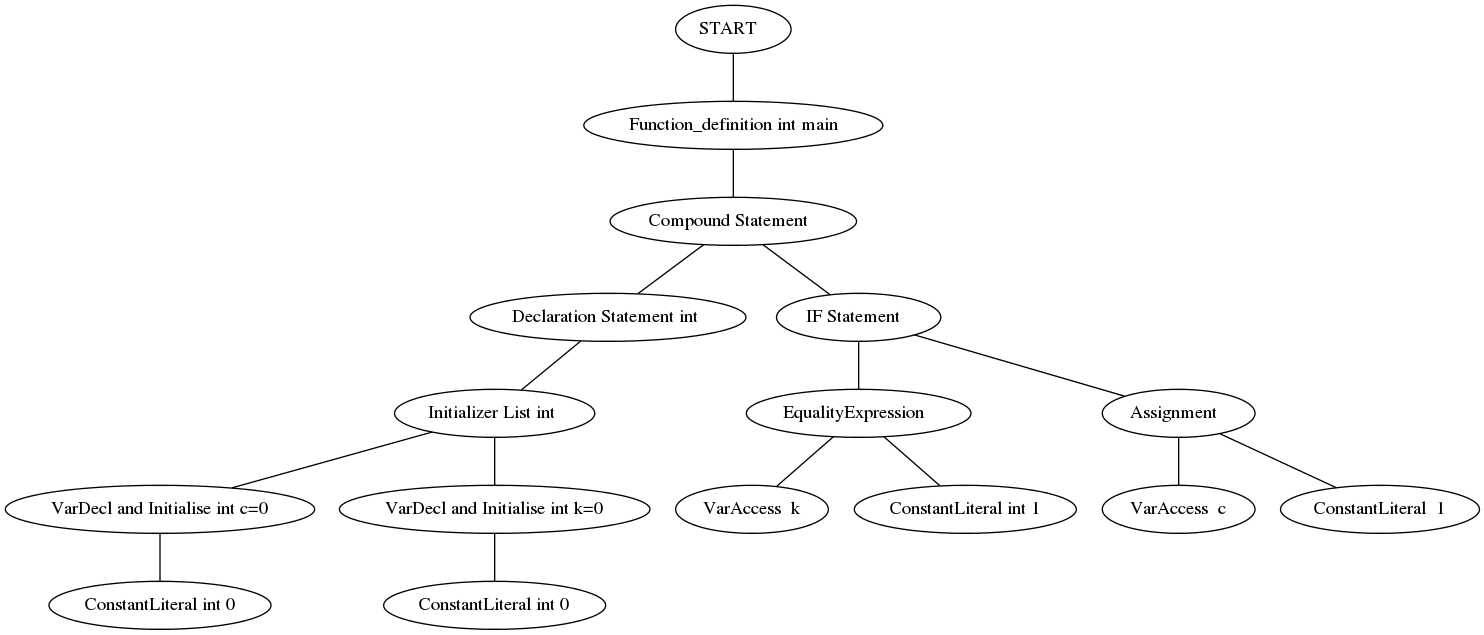 START
Function_definition int main
Compound Statement
Declaration Statement int
IF Statement
Initializer List int
EqualityExpression
Assignment
VarDecl and Initialise int c=0
VarDecl and Initialise int k=0
VarAccess k
ConstantLiteral int 1
VarAccess c
ConstantLiteral 1
ConstantLiteral int 0
ConstantLiteral int 0